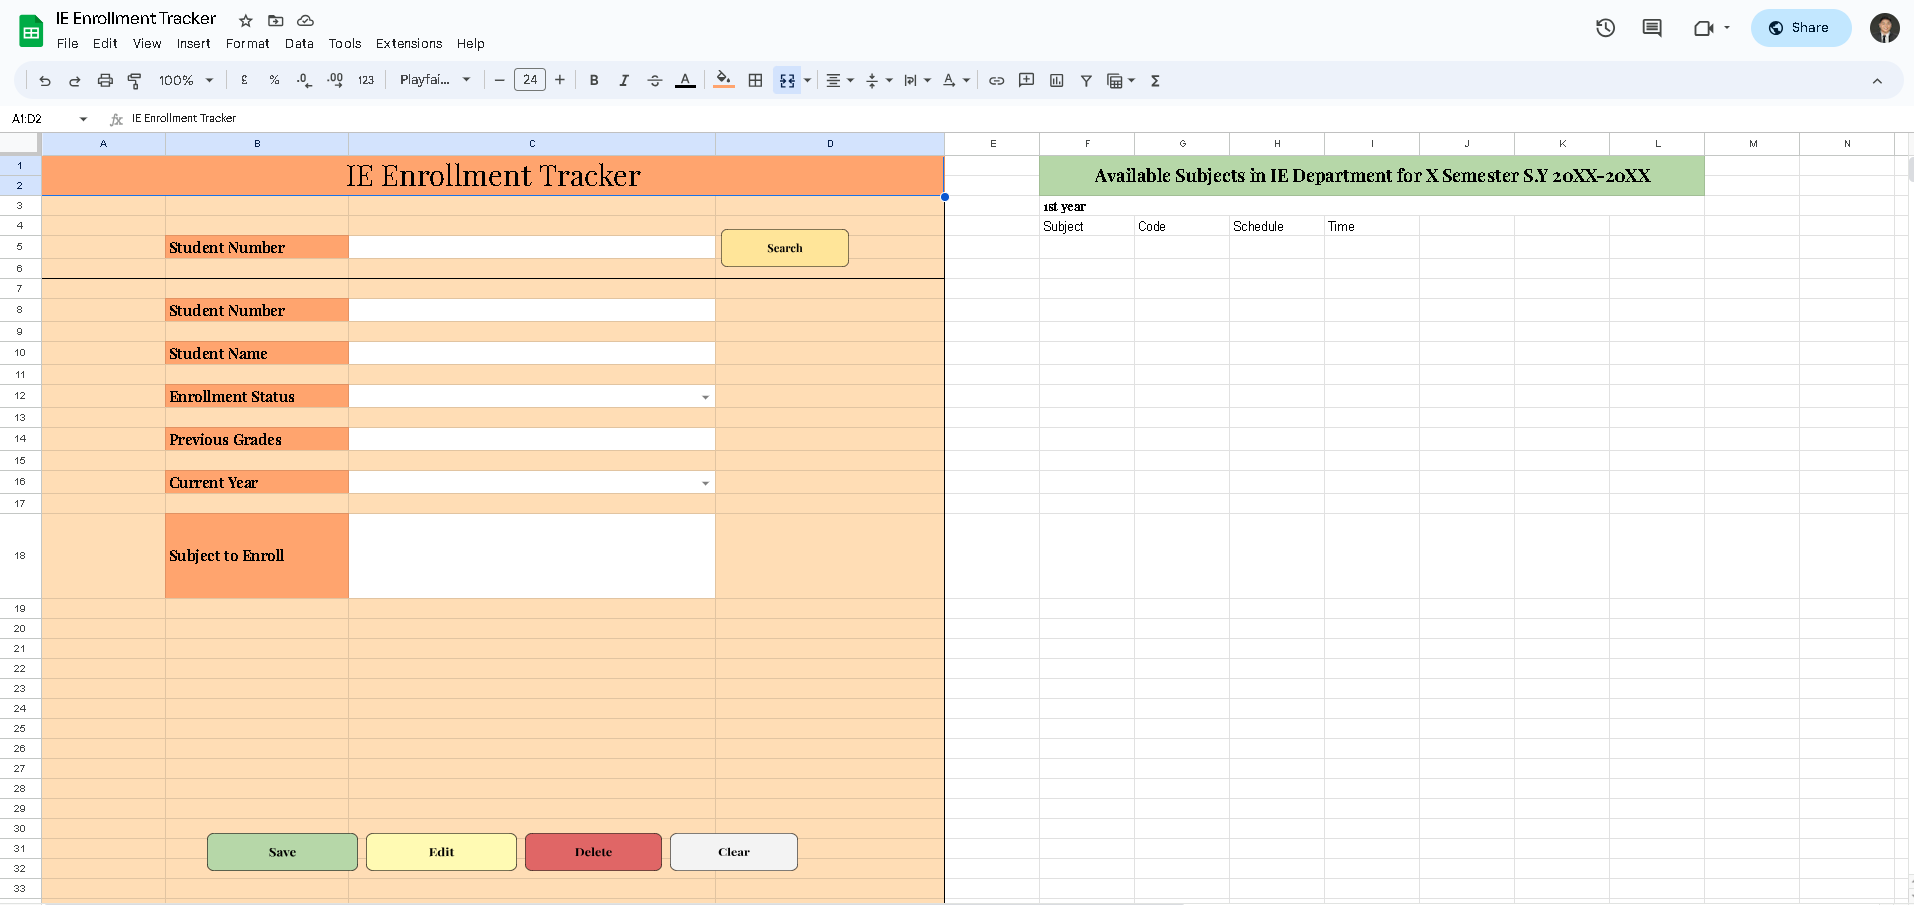 IE Enrollment Tracker
File Edit View Insert Format Data Tools Extensions Help
Share
100% £ % .0 .00 123 Playfai... 24 B I A
A1:D2 fx IE Enrollment Tracker
A B C D E F G H I J K L M N
1
IE Enrollment Tracker
Available Subjects in IE Department for X Semester S.Y 20XX-20XX
2
3 1st year
4 Subject Code Schedule Time
5 Student Number Search
6
7
8 Student Number
9
10 Student Name
11
12 Enrollment Status
13
14 Previous Grades
15
16 Current Year
17
18 Subject to Enroll
19
20
21
22
23
24
25
26
27
28
29
30
31 Save Edit Delete Clear
32
33